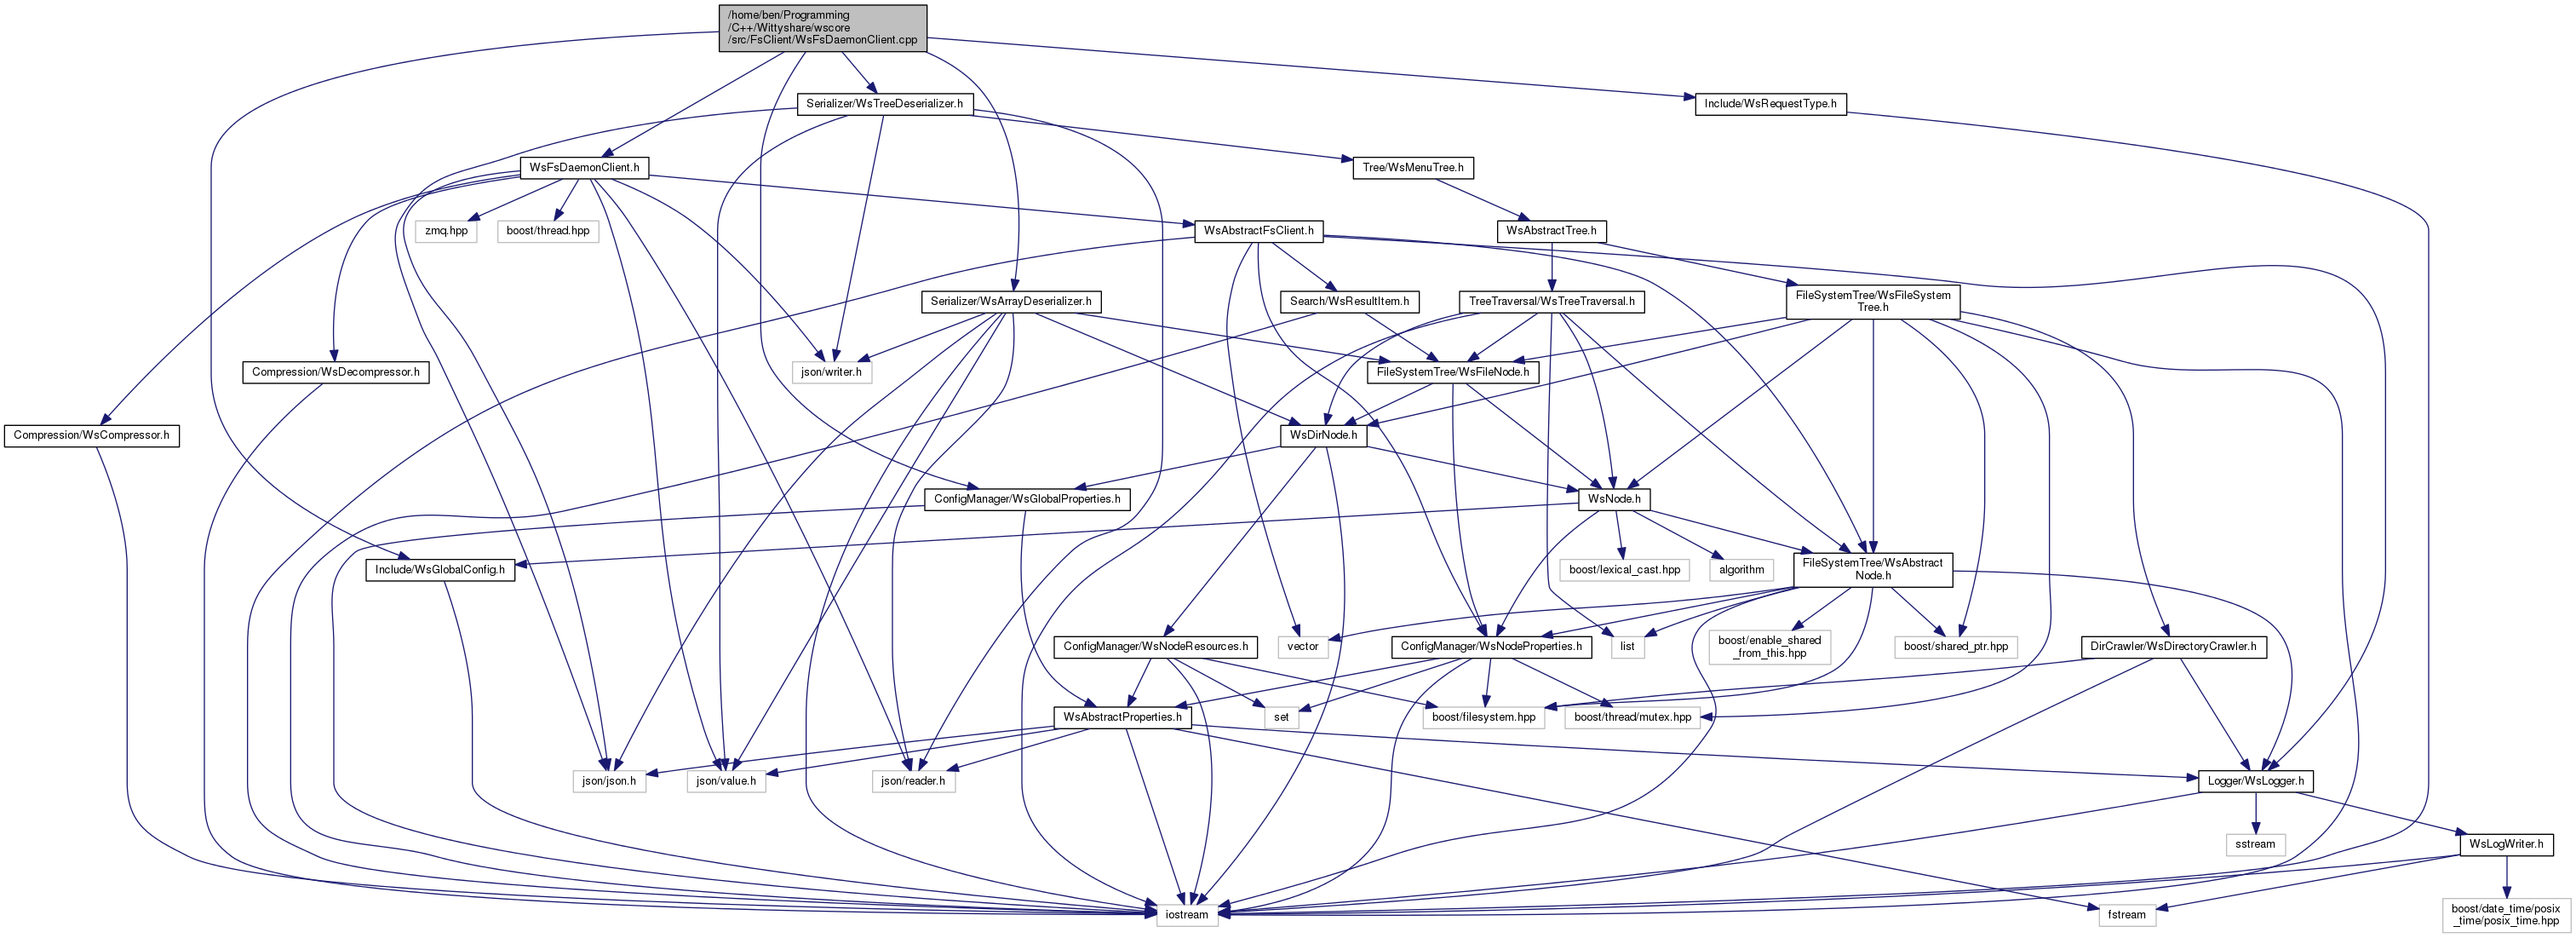 /home/ben/Programming
/C++/Wittyshare/wscore
/src/FsClient/WsFsDaemonClient.cpp
Serializer/WsTreeDeserializer.h
Include/WsRequestType.h
WsFsDaemonClient.h
Tree/WsMenuTree.h
zmq.hpp
boost/thread.hpp
WsAbstractFsClient.h
WsAbstractTree.h
Serializer/WsArrayDeserializer.h
Search/WsResultItem.h
TreeTraversal/WsTreeTraversal.h
FileSystemTree/WsFileSystem
Tree.h
Compression/WsDecompressor.h
json/writer.h
FileSystemTree/WsFileNode.h
Compression/WsCompressor.h
WsDirNode.h
ConfigManager/WsGlobalProperties.h
WsNode.h
Include/WsGlobalConfig.h
boost/lexical_cast.hpp
algorithm
FileSystemTree/WsAbstract
Node.h
ConfigManager/WsNodeResources.h
vector
ConfigManager/WsNodeProperties.h
list
boost/enable_shared
_from_this.hpp
boost/shared_ptr.hpp
DirCrawler/WsDirectoryCrawler.h
WsAbstractProperties.h
set
boost/filesystem.hpp
boost/thread/mutex.hpp
json/json.h
json/value.h
json/reader.h
Logger/WsLogger.h
sstream
WsLogWriter.h
iostream
fstream
boost/date_time/posix
_time/posix_time.hpp